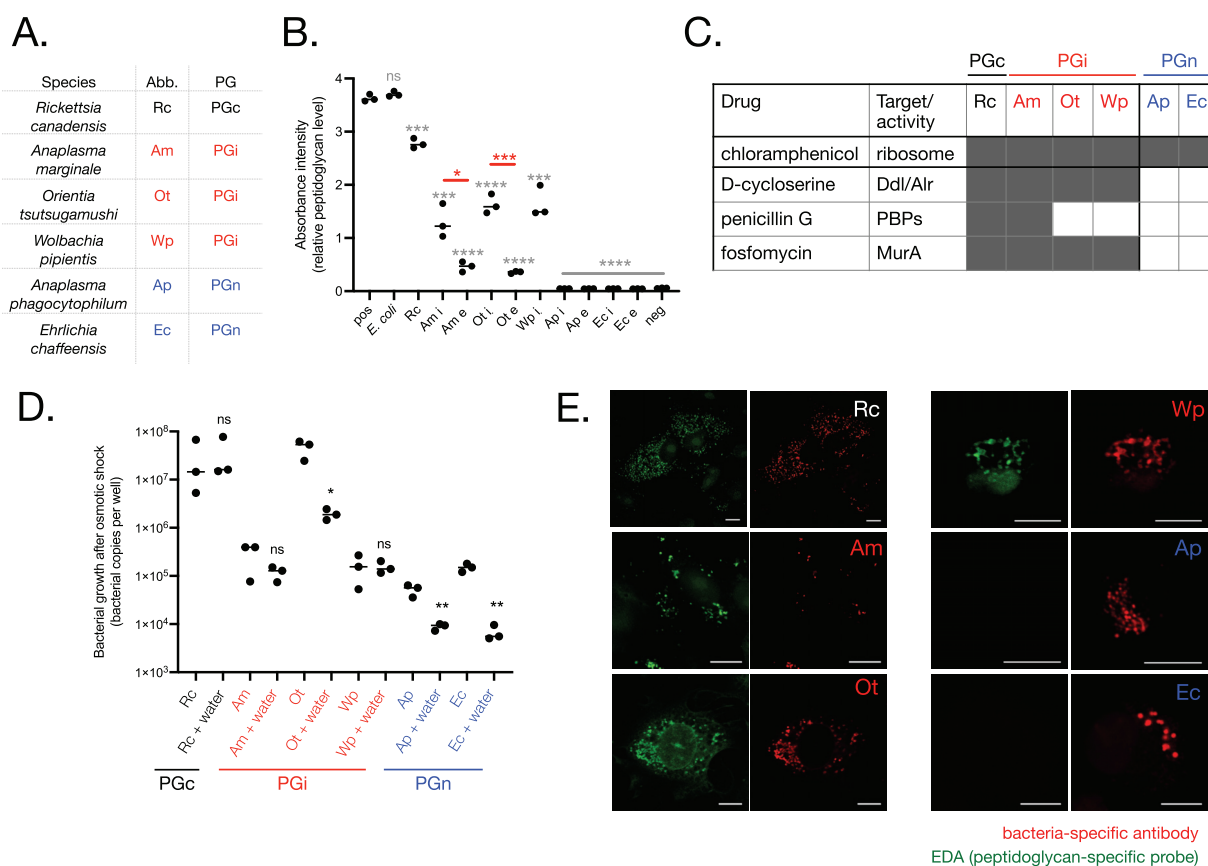 A.
Species Abb. PG
Rickettsia
canadensis
Rc PGc
Anaplasma
marginale
Am PGi
Orientia
tsutsugamushi
Ot PGi
Wolbachia
pipientis
Wp PGi
Anaplasma
phagocytophilum
Ap PGn
Ehrlichia
chaffeensis
Ec PGn
B.
Absorbance intensity
(relative peptidoglycan level)
4
3
2
1
0
ns
***
***
*
****
****
***
****
***
****
pos
E. coli
Rc
Am i
Am e
Ot i
Ot e
Wp i
Ap i
Ap e
Ec i
Ec e
neg
C.
PGc PGi PGn
Drug Target/
activity
Rc Am Ot Wp Ap Ec
chloramphenicol ribosome
D-cycloserine Ddl/Alr
penicillin G PBPs
fosfomycin MurA
D.
Bacterial growth after osmotic shock
(bacterial copies per well)
1×10⁸
1×10⁷
1×10⁶
1×10⁵
1×10⁴
1×10³
ns
ns
*
ns
**
**
Rc
Rc + water
Am
Am + water
Ot
Ot + water
Wp
Wp + water
Ap
Ap + water
Ec
Ec + water
PGc PGi PGn
E.
Rc
Wp
Am
Ap
Ot
Ec
bacteria-specific antibody
EDA (peptidoglycan-specific probe)